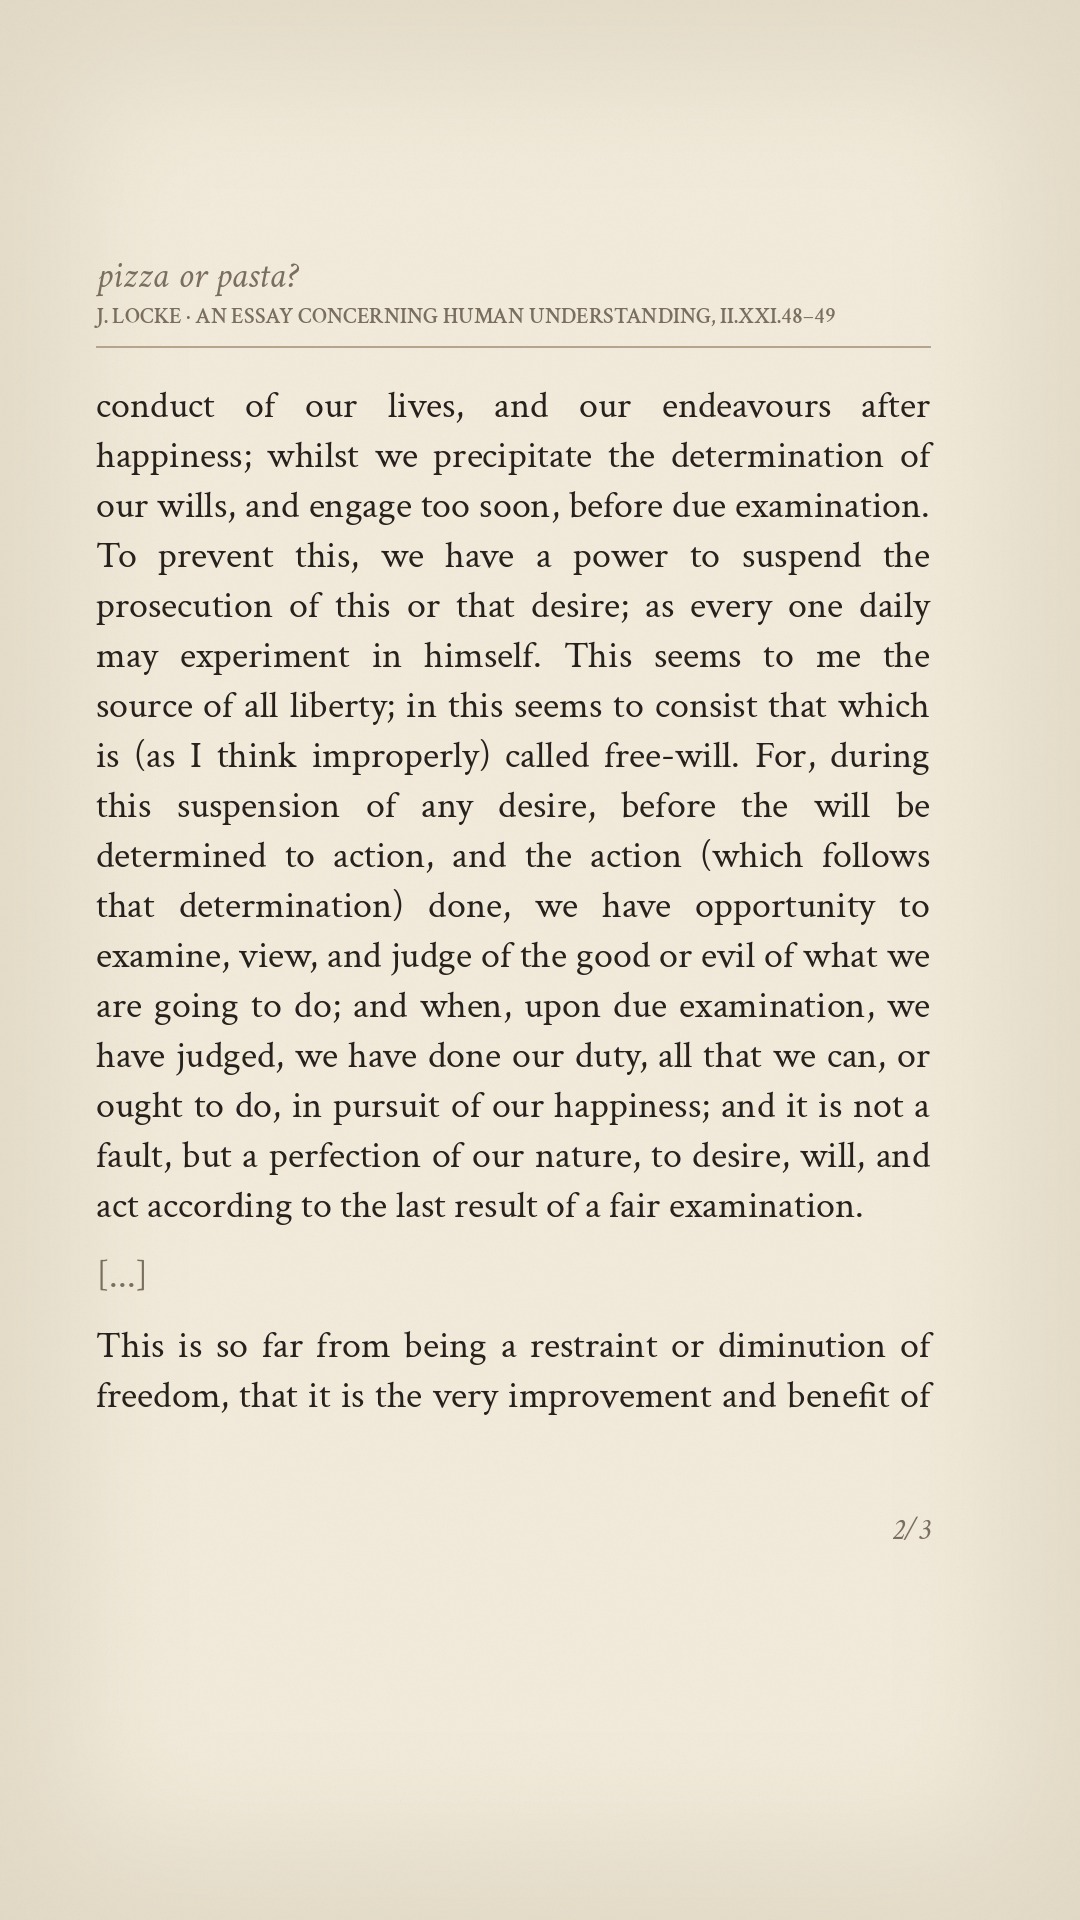 pizza or pasta?
J. LOCKE · AN ESSAY CONCERNING HUMAN UNDERSTANDING, II.XXI.48–49
conduct of our lives, and our endeavours after
happiness; whilst we precipitate the determination of
our wills, and engage too soon, before due examination.
To prevent this, we have a power to suspend the
prosecution of this or that desire; as every one daily
may experiment in himself. This seems to me the
source of all liberty; in this seems to consist that which
is (as I think improperly) called free-will. For, during
this suspension of any desire, before the will be
determined to action, and the action (which follows
that determination) done, we have opportunity to
examine, view, and judge of the good or evil of what we
are going to do; and when, upon due examination, we
have judged, we have done our duty, all that we can, or
ought to do, in pursuit of our happiness; and it is not a
fault, but a perfection of our nature, to desire, will, and
act according to the last result of a fair examination.
[...]
This is so far from being a restraint or diminution of
freedom, that it is the very improvement and benefit of
2/3